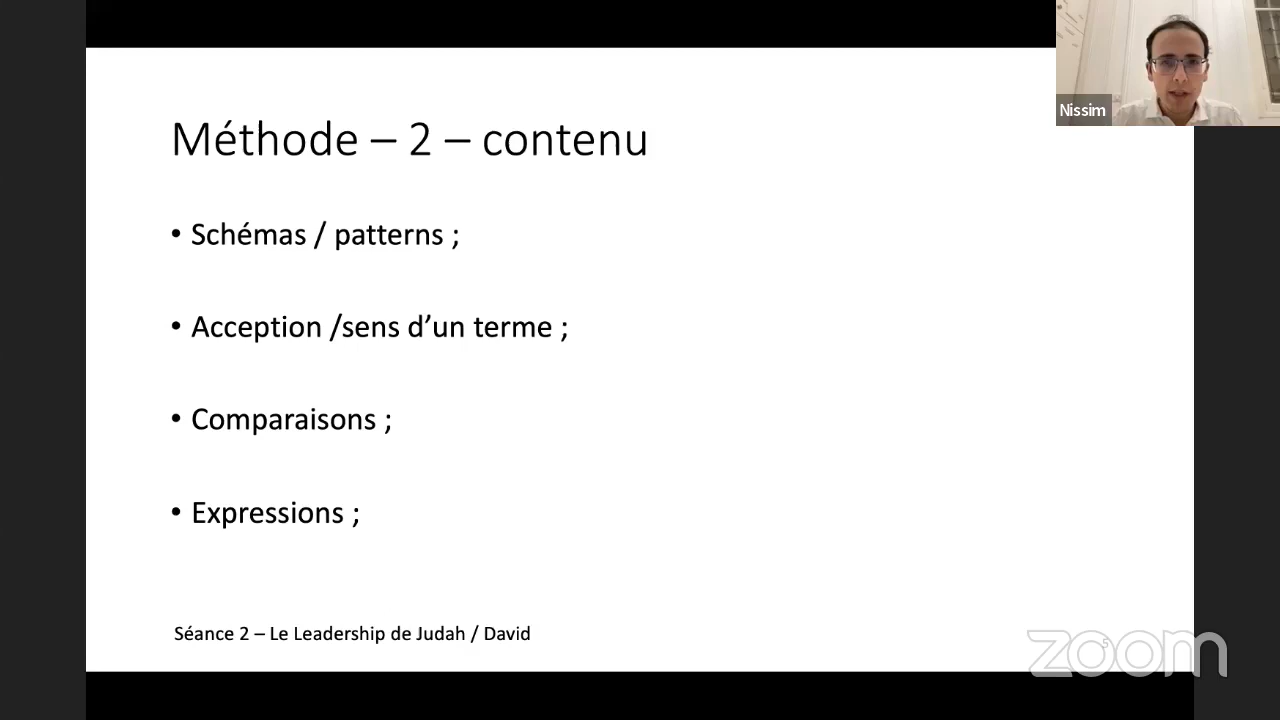 Nissim
Méthode – 2 – contenu
• Schémas / patterns ;
• Acception /sens d’un terme ;
• Comparaisons ;
• Expressions ;
Séance 2 – Le Leadership de Judah / David
zoom